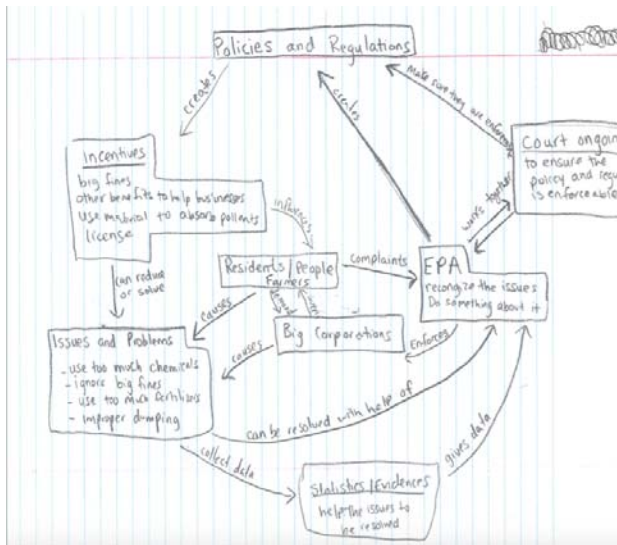 Policies and Regulations
creates
creates
make sure they are enforceable
Court ongoin
to ensure the
policy and regu
is enforceable
works together
Incentives
big fines
other benefits to help businesses
use material to absorb pollents
license
influences
can reduce
or solve
Residents/People
Farmers
complaints
EPA
recongize the issues
Do something about it
causes
Big Corporations
causes
Enforces
Issues and Problems
- use too much chemicals
- ignore big fines
- use too much fertilizers
- improper dumping
can be resolved with help of
collect data
gives data
Statistics/Evidences
help the issues to
be resolved